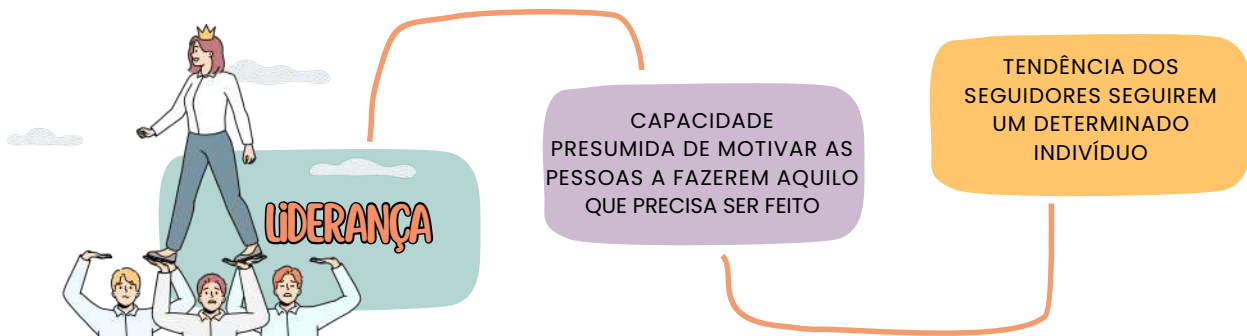 LIDERANÇA
CAPACIDADE
PRESUMIDA DE MOTIVAR AS
PESSOAS A FAZEREM AQUILO
QUE PRECISA SER FEITO
TENDÊNCIA DOS
SEGUIDORES SEGUIREM
UM DETERMINADO
INDIVÍDUO